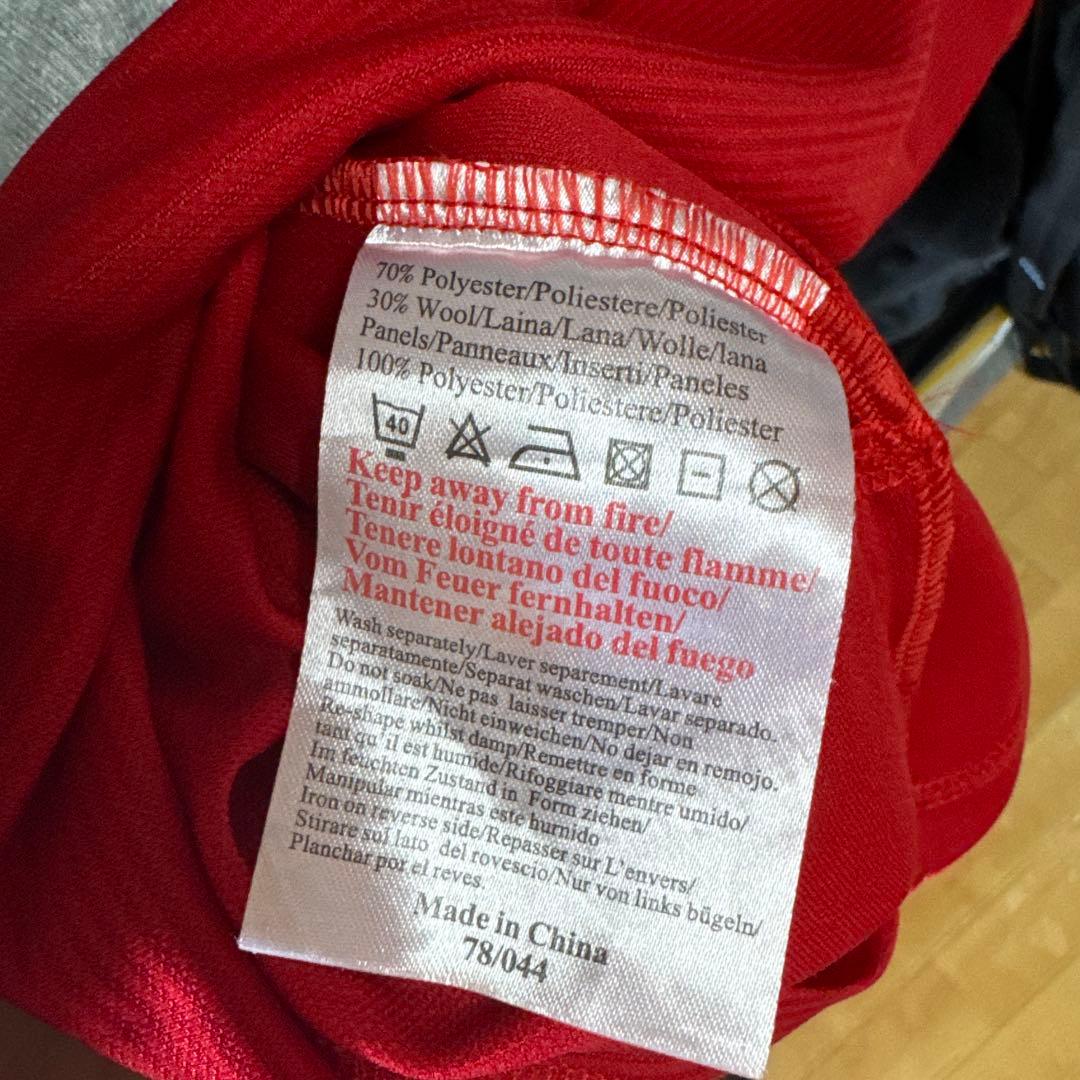 70% Polyester/Poliestere/Poliester
30% Wool/Laina/Lana/Wolle/lana
Panels/Panneaux/Inserti/Paneles
100% Polyester/Poliestere/Poliester
40
Keep away from fire/
Tenir éloigné de toute flamme/
Tenere lontano del fuoco/
Vom Feuer fernhalten/
Mantener alejado del fuego
Wash separately/Laver separement/Lavare
separatamente/Separat waschen/Lavar separado.
Do not soak/Ne pas laisser tremper/Non
ammollare/Nicht einweichen/No dejar en remojo.
Re-shape whilst damp/Remettre en forme
tant qu'il est humide/Rifoggiare mentre umido/
Im feuchten Zustand in Form ziehen/
Manipular mientras este humido
Iron on reverse side/Repasser sur L'envers/
Stirare sul lato del rovescio/Nur von links bügeln/
Planchar por el reves.
Made in China
78/044